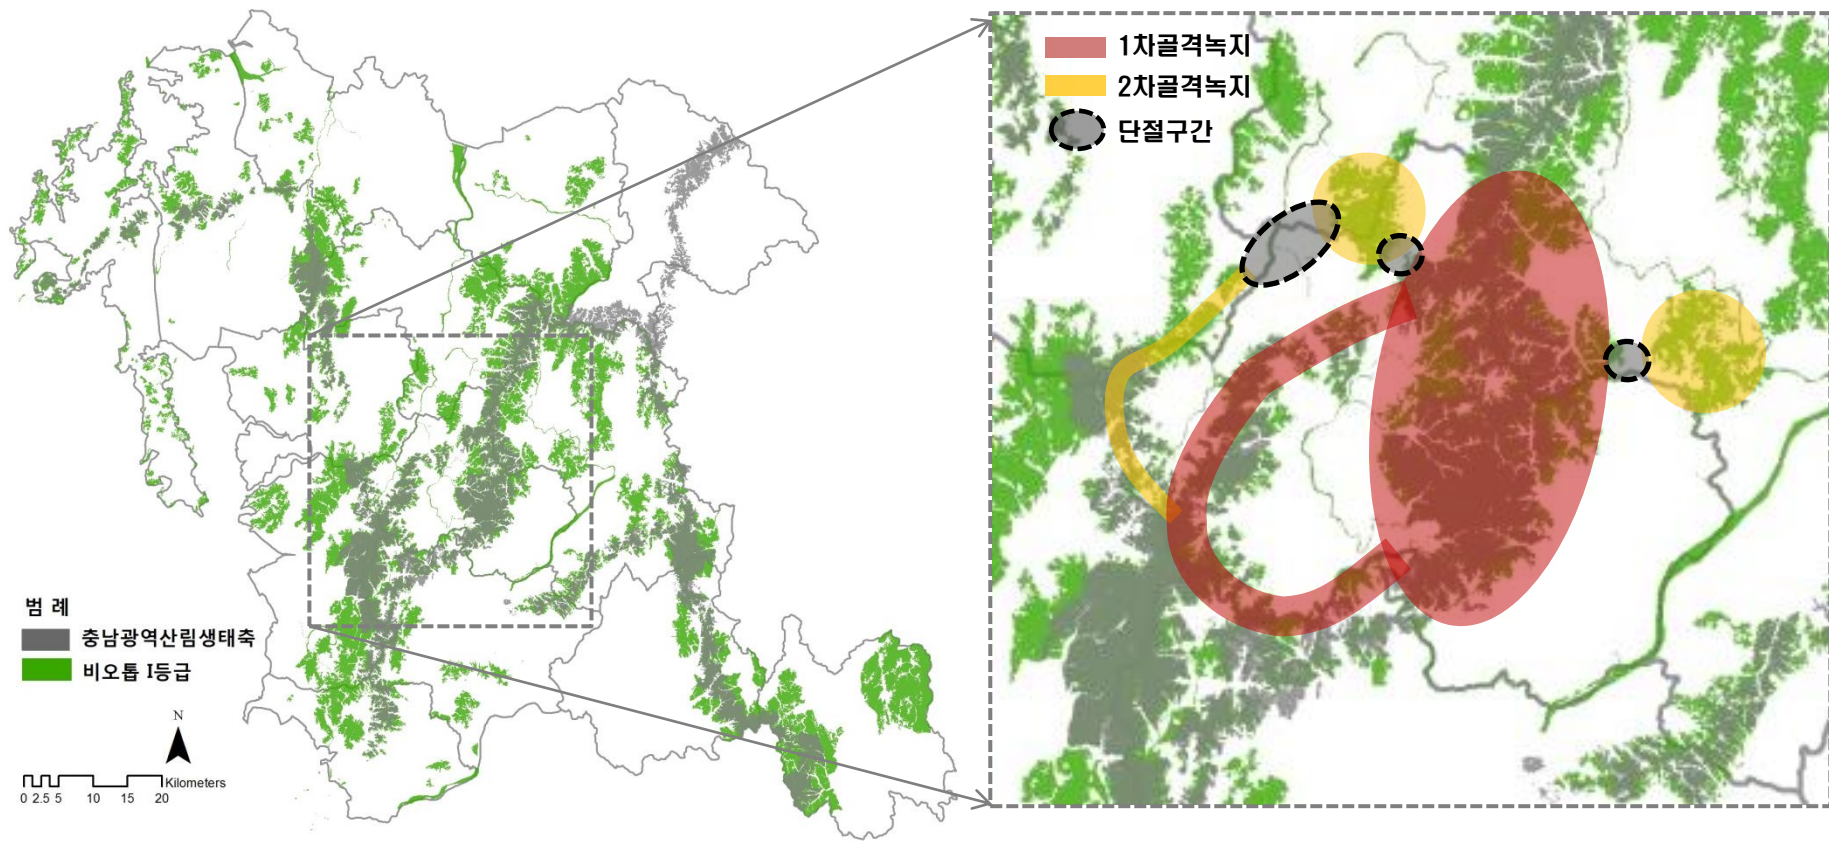 1차골격녹지
2차골격녹지
단절구간
범 례
충남광역산림생태축
비오톱 I등급
N
Kilometers
0 2.5 5 10 15 20